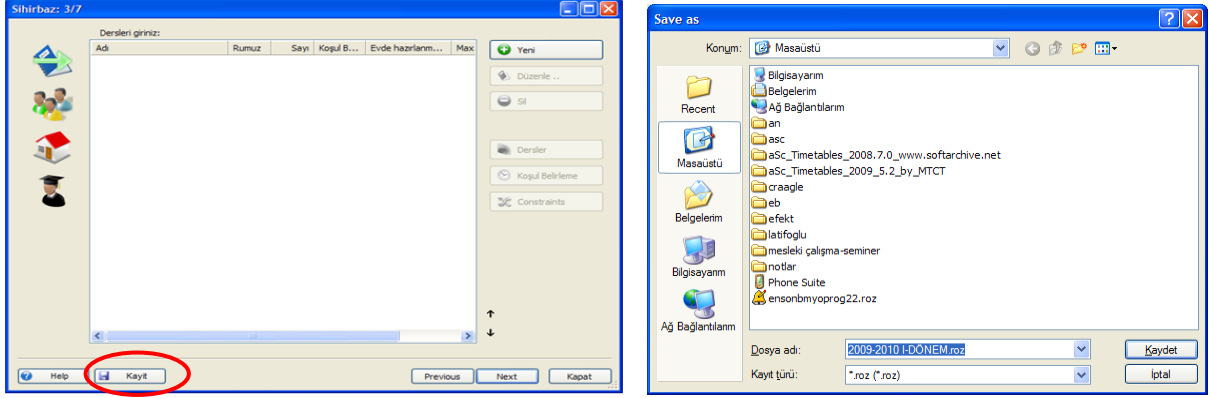 Sihirbaz: 3/7
Dersleri giriniz:
Adı Rumuz Sayı Koşul B... Evde hazırlanm... Max
Yeni
Düzenle ..
Sil
Dersler
Koşul Belirleme
Constraints
Help Kayit Previous Next Kapat
Save as
Konum: Masaüstü
Recent
Masaüstü
Belgelerim
Bilgisayarım
Ağ Bağlantılarım
Bilgisayarım
Belgelerim
Ağ Bağlantılarım
an
asc
aSc_Timetables_2008.7.0_www.softarchive.net
aSc_Timetables_2009_5.2_by_MTCT
craagle
eb
efekt
latifoglu
mesleki çalışma-seminer
notlar
Phone Suite
ensonbmyoprog22.roz
Dosya adı: 2009-2010 I-DÖNEM.roz Kaydet
Kayıt türü: *.roz (*.roz) İptal